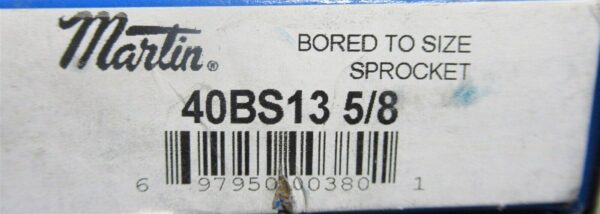 Martin®
BORED TO SIZE
SPROCKET
40BS13 5/8
6 97950 00380 1